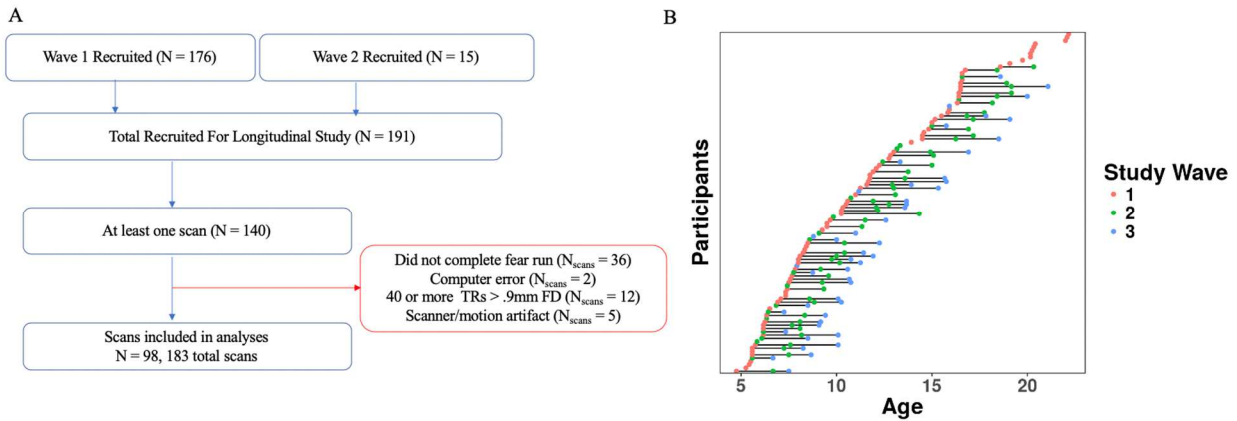 A
Wave 1 Recruited (N = 176)
Wave 2 Recruited (N = 15)
Total Recruited For Longitudinal Study (N = 191)
At least one scan (N = 140)
Did not complete fear run (Nscans = 36)
Computer error (Nscans = 2)
40 or more TRs > .9mm FD (Nscans = 12)
Scanner/motion artifact (Nscans = 5)
Scans included in analyses
N = 98, 183 total scans
B
Participants
5 10 15 20
Age
Study Wave
1
2
3